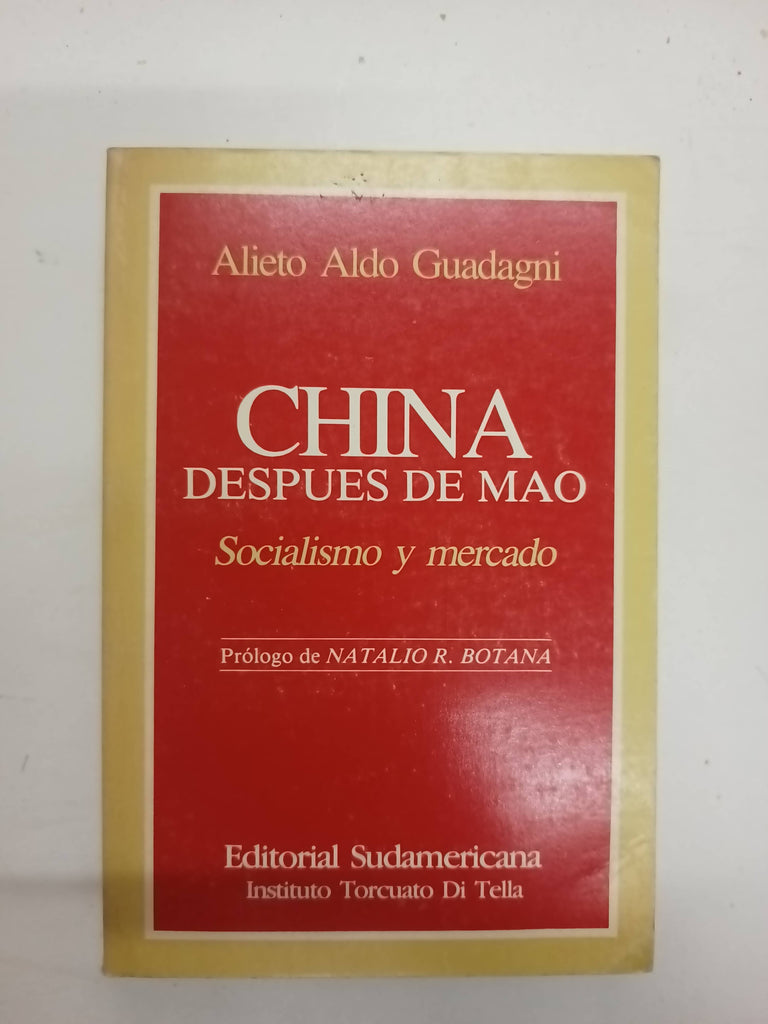 Alieto Aldo Guadagni
CHINA
DESPUES DE MAO
Socialismo y mercado
Prólogo de NATALIO R. BOTANA
Editorial Sudamericana
Instituto Torcuato Di Tella